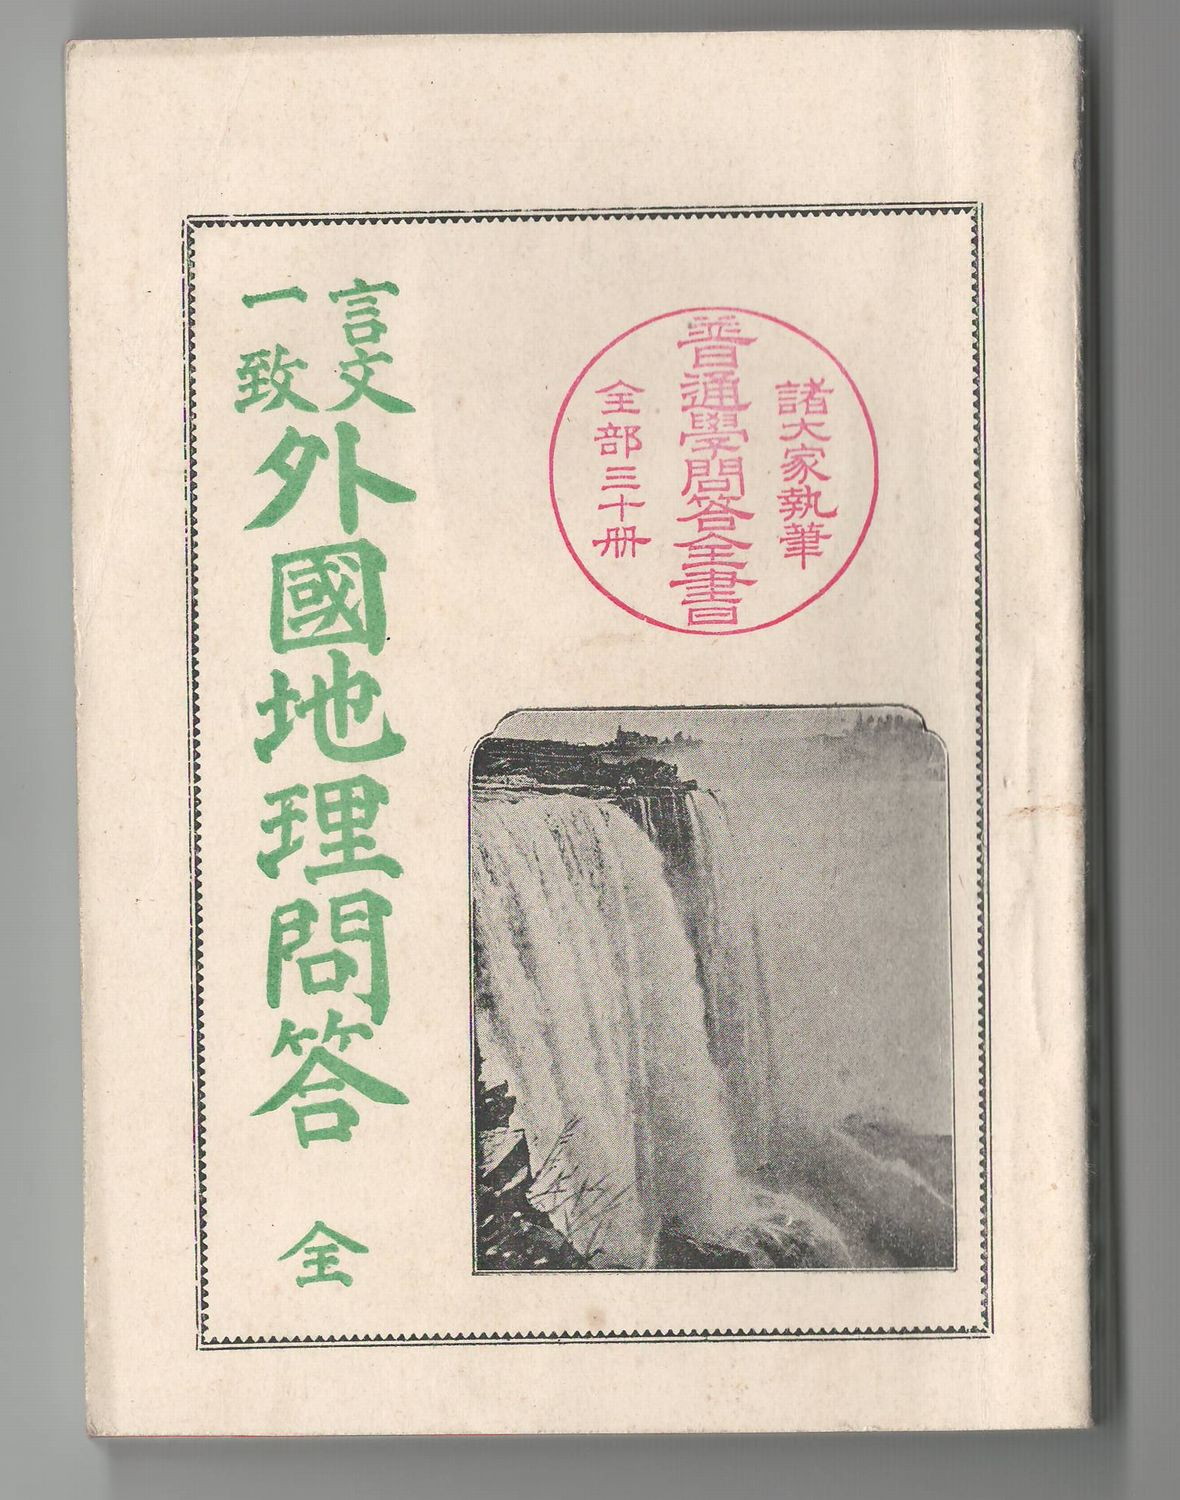 諸大家執筆
普通學問答全書
全部三十冊
言文
一致
外國地理問答 全